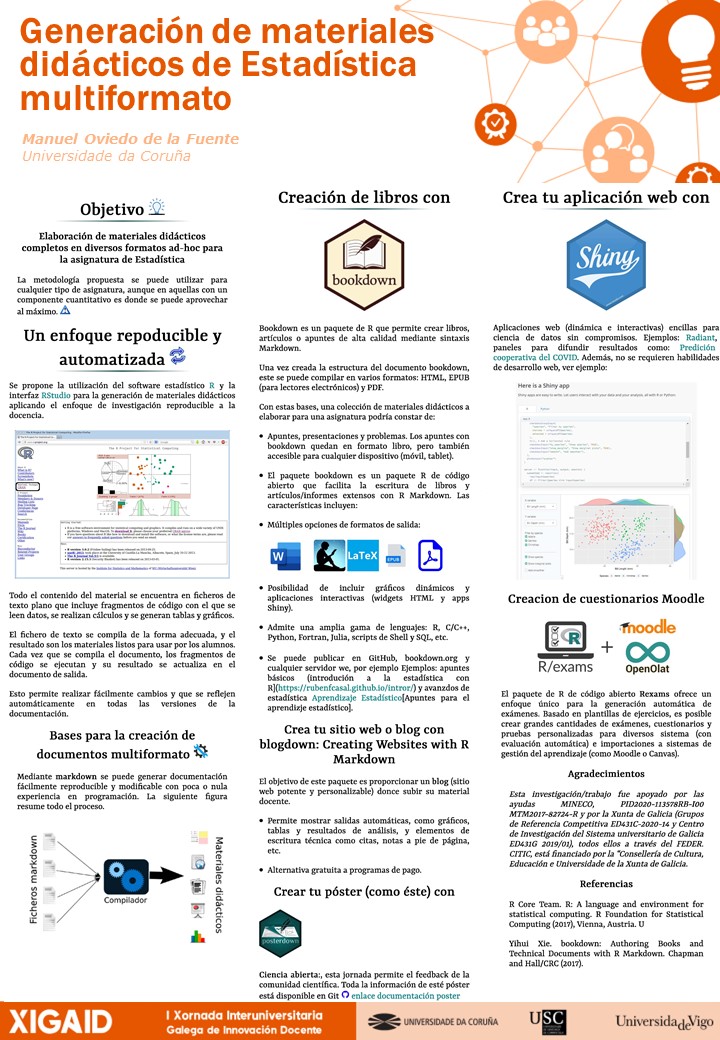 Generación de materiales
didácticos de Estadística
multiformato
Manuel Oviedo de la Fuente
Universidade da Coruña
Objetivo
Elaboración de materiales didácticos
completos en diversos formatos ad-hoc para
la asignatura de Estadística
La metodología propuesta se puede utilizar para
cualquier tipo de asignatura, aunque en aquellas con un
componente cuantitativo es donde se puede aprovechar
al máximo.
Un enfoque repoducible y
automatizada
Se propone la utilización del software estadístico R y la
interfaz RStudio para la generación de materiales didácticos
aplicando el enfoque de investigación reproducible a la
docencia.
Todo el contenido del material se encuentra en ficheros de
texto plano que incluye fragmentos de código con el que se
leen datos, se realizan cálculos y se generan tablas y gráficos.
El fichero de texto se compila de la forma adecuada, y el
resultado son los materiales listos para usar por los alumnos.
Cada vez que se compila el documento, los fragmentos de
código se ejecutan y su resultado se actualiza en el
documento de salida.
Esto permite realizar fácilmente cambios y que se reflejen
automáticamente en todas las versiones de la
documentación.
Bases para la creación de
documentos multiformato
Mediante markdown se puede generar documentación
fácilmente reproducible y modificable con poca o nula
experiencia en programación. La siguiente figura
resume todo el proceso.
Ficheros markdown
Compilador
Materiales didácticos
Creación de libros con
bookdown
Bookdown es un paquete de R que permite crear libros,
artículos o apuntes de alta calidad mediante sintaxis
Markdown.
Una vez creada la estructura del documento bookdown,
este se puede compilar en varios formatos: HTML, EPUB
(para lectores electrónicos) y PDF.
Con estas bases, una colección de materiales didácticos a
elaborar para una asignatura podría constar de:
• Apuntes, presentaciones y problemas. Los apuntes con
bookdown quedan en formato libro, pero también
accesible para cualquier dispositivo (móvil, tablet).
• El paquete bookdown es un paquete R de código
abierto que facilita la escritura de libros y
artículos/informes extensos con R Markdown. Las
características incluyen:
• Múltiples opciones de formatos de salida:
W LaTeX EPUB
• Posibilidad de incluir gráficos dinámicos y
aplicaciones interactivas (widgets HTML y apps
Shiny).
• Admite una amplia gama de lenguajes: R, C/C++,
Python, Fortran, Julia, scripts de Shell y SQL, etc.
• Se puede publicar en GitHub, bookdown.org y
cualquier servidor we, por ejemplo Ejemplos: apuntes
básicos (introdución a la estadística con
R](https://rubenfcasal.github.io/intror/) y avanzdos de
estadística Aprendizaje Estadístico[Apuntes para el
aprendizje estadístico].
Crea tu sitio web o blog con
blogdown: Creating Websites with R
Markdown
El objetivo de este paquete es proporcionar un blog (sitio
web potente y personalizable) donde subir su material
docente.
• Permite mostrar salidas automáticas, como gráficos,
tablas y resultados de análisis, y elementos de
escritura técnica como citas, notas a pie de página,
etc.
• Alternativa gratuita a programas de pago.
Crear tu póster (como éste) con
posterdown
Ciencia abierta:, esta jornada permite el feedback de la
comunidad científica. Toda la información de esté póster
está disponible en Git enlace documentación poster
Crea tu aplicación web con
Shiny
Aplicaciones web (dinámica e interactivas) encillas para
ciencia de datos sin compromisos. Ejemplos: Radiant,
paneles para difundir resultados como: Predición
cooperativa del COVID. Además, no se requieren habilidades
de desarrollo web, ver ejemplo:
Here is a Shiny app
Creacion de cuestionarios Moodle
R/exams
+
moodle
OpenOlat
El paquete de R de código abierto Rexams ofrece un
enfoque único para la generación automática de
exámenes. Basado en plantillas de ejercicios, es posible
crear grandes cantidades de exámenes, cuestionarios y
pruebas personalizadas para diversos sistema (con
evaluación automática) e importaciones a sistemas de
gestión del aprendizaje (como Moodle o Canvas).
Agradecimientos
Esta investigación/trabajo fue apoyado por las
ayudas MINECO, PID2020-113578RB-I00
MTM2017-82724-R y por la Xunta de Galicia (Grupos
de Referencia Competitiva ED431C-2020-14 y Centro
de Investigación del Sistema universitario de Galicia
ED431G 2019/01), todos ellos a través del FEDER.
CITIC, está financiado por la "Consellería de Cultura,
Educación e Universidade de la Xunta de Galicia.
Referencias
R Core Team. R: A language and environment for
statistical computing. R Foundation for Statistical
Computing (2017), Vienna, Austria. U
Yihui Xie. bookdown: Authoring Books and
Technical Documents with R Markdown. Chapman
and Hall/CRC (2017).
XIGAID
I Xornada Interuniversitaria
Galega de Innovación Docente
UNIVERSIDADE DA CORUÑA
USC
UniversidadeVigo